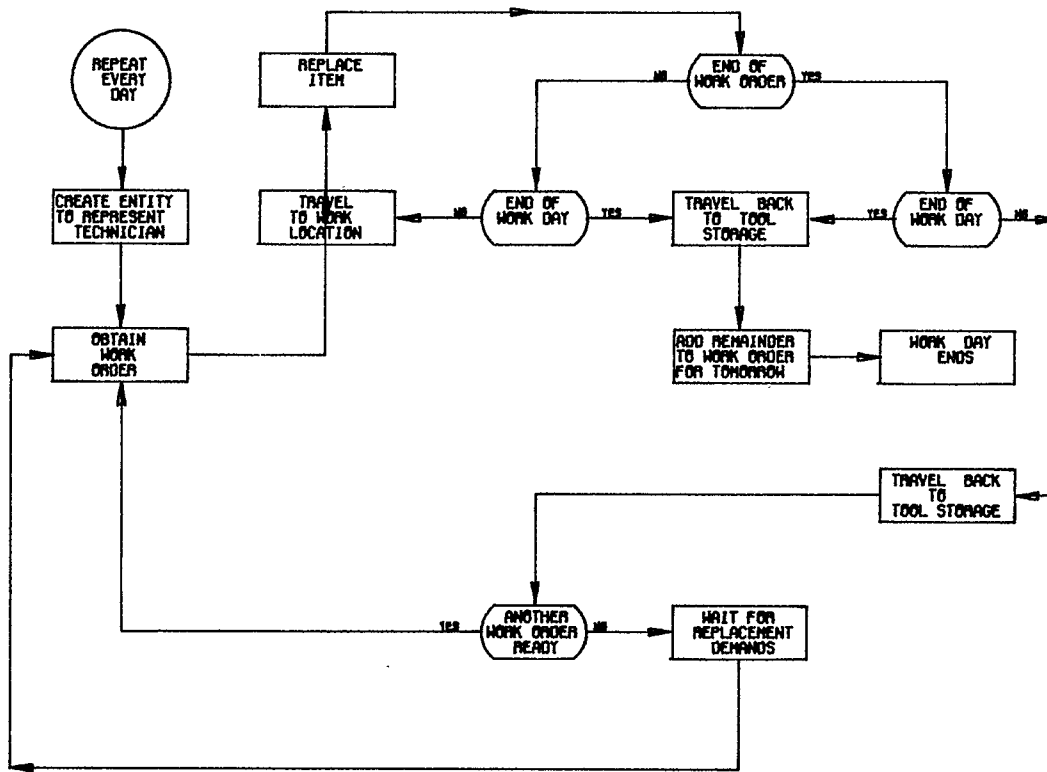 REPEAT
EVERY
DAY
REPLACE
ITEM
END OF
WORK ORDER
NO
YES
CREATE ENTITY
TO REPRESENT
TECHNICIAN
TRAVEL
TO WORK
LOCATION
NO
END OF
WORK DAY
YES
TRAVEL BACK
TO TOOL
STORAGE
YES
END OF
WORK DAY
NO
OBTAIN
WORK
ORDER
ADD REMAINDER
TO WORK ORDER
FOR TOMORROW
WORK DAY
ENDS
TRAVEL BACK
TO
TOOL STORAGE
YES
ANOTHER
WORK ORDER
READY
NO
WAIT FOR
REPLACEMENT
DEMANDS